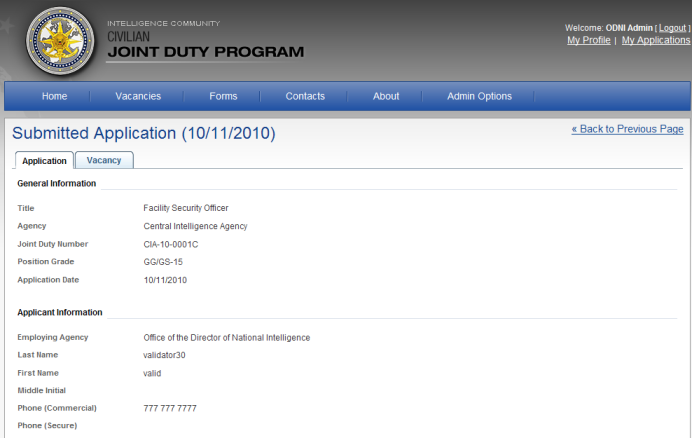 INTELLIGENCE COMMUNITY
CIVILIAN
JOINT DUTY PROGRAM
Welcome: ODNI Admin [ Logout ]
My Profile | My Applications
Home Vacancies Forms Contacts About Admin Options
Submitted Application (10/11/2010)
« Back to Previous Page
Application Vacancy
General Information
Title Facility Security Officer
Agency Central Intelligence Agency
Joint Duty Number CIA-10-0001C
Position Grade GG/GS-15
Application Date 10/11/2010
Applicant Information
Employing Agency Office of the Director of National Intelligence
Last Name validator30
First Name valid
Middle Initial
Phone (Commercial) 777 777 7777
Phone (Secure)